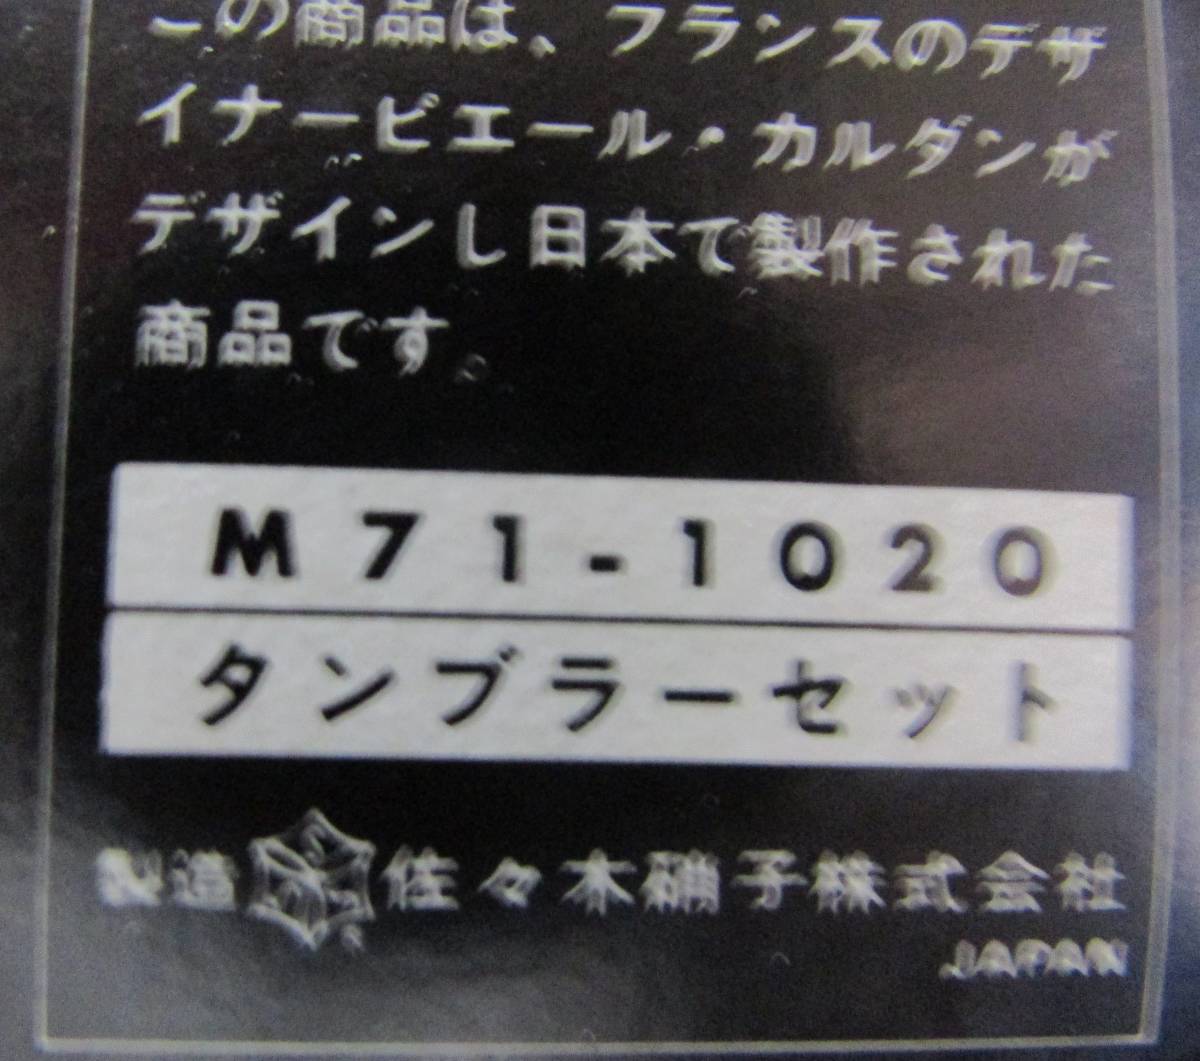 この商品は、フランスのデザ
イナーピエール・カルダンが
デザインし日本で製作された
商品です。
M71-1020
タンブラーセット
製造 佐々木硝子株式会社
JAPAN